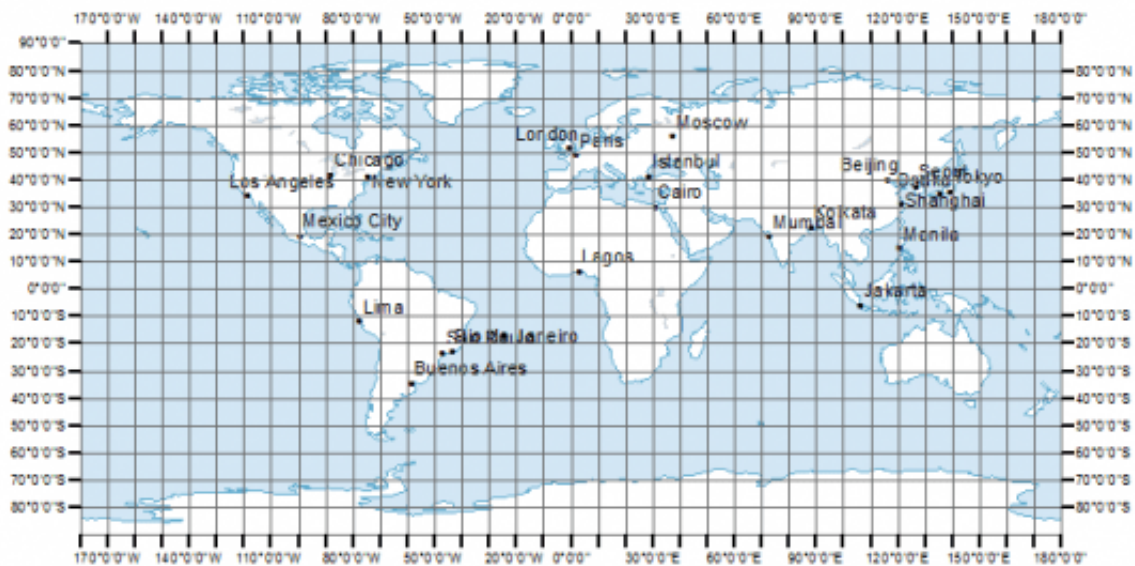 170°0'0"W 140°0'0"W 110°0'0"W 80°0'0"W 50°0'0"W 20°0'0"W 0°0'0" 30°0'0"E 60°0'0"E 90°0'0"E 120°0'0"E 150°0'0"E 180°0'0"E
90°0'0"N
80°0'0"N 80°0'0"N
70°0'0"N 70°0'0"N
60°0'0"N Moscow 60°0'0"N
50°0'0"N London Paris 50°0'0"N
Chicago Istanbul Beijing Seoul
40°0'0"N Los Angeles New York Osaka Tokyo 40°0'0"N
30°0'0"N Cairo Shanghai 30°0'0"N
Mexico City Mumbai Kolkata
20°0'0"N Manila 20°0'0"N
10°0'0"N Lagos 10°0'0"N
0°0'0" Jakarta 0°0'0"
10°0'0"S Lima 10°0'0"S
Rio de Janeiro
20°0'0"S 20°0'0"S
30°0'0"S Buenos Aires 30°0'0"S
40°0'0"S 40°0'0"S
50°0'0"S 50°0'0"S
60°0'0"S 60°0'0"S
70°0'0"S 70°0'0"S
80°0'0"S 80°0'0"S
170°0'0"W 140°0'0"W 110°0'0"W 80°0'0"W 50°0'0"W 20°0'0"W 0°0'0" 30°0'0"E 60°0'0"E 90°0'0"E 120°0'0"E 150°0'0"E 180°0'0"E